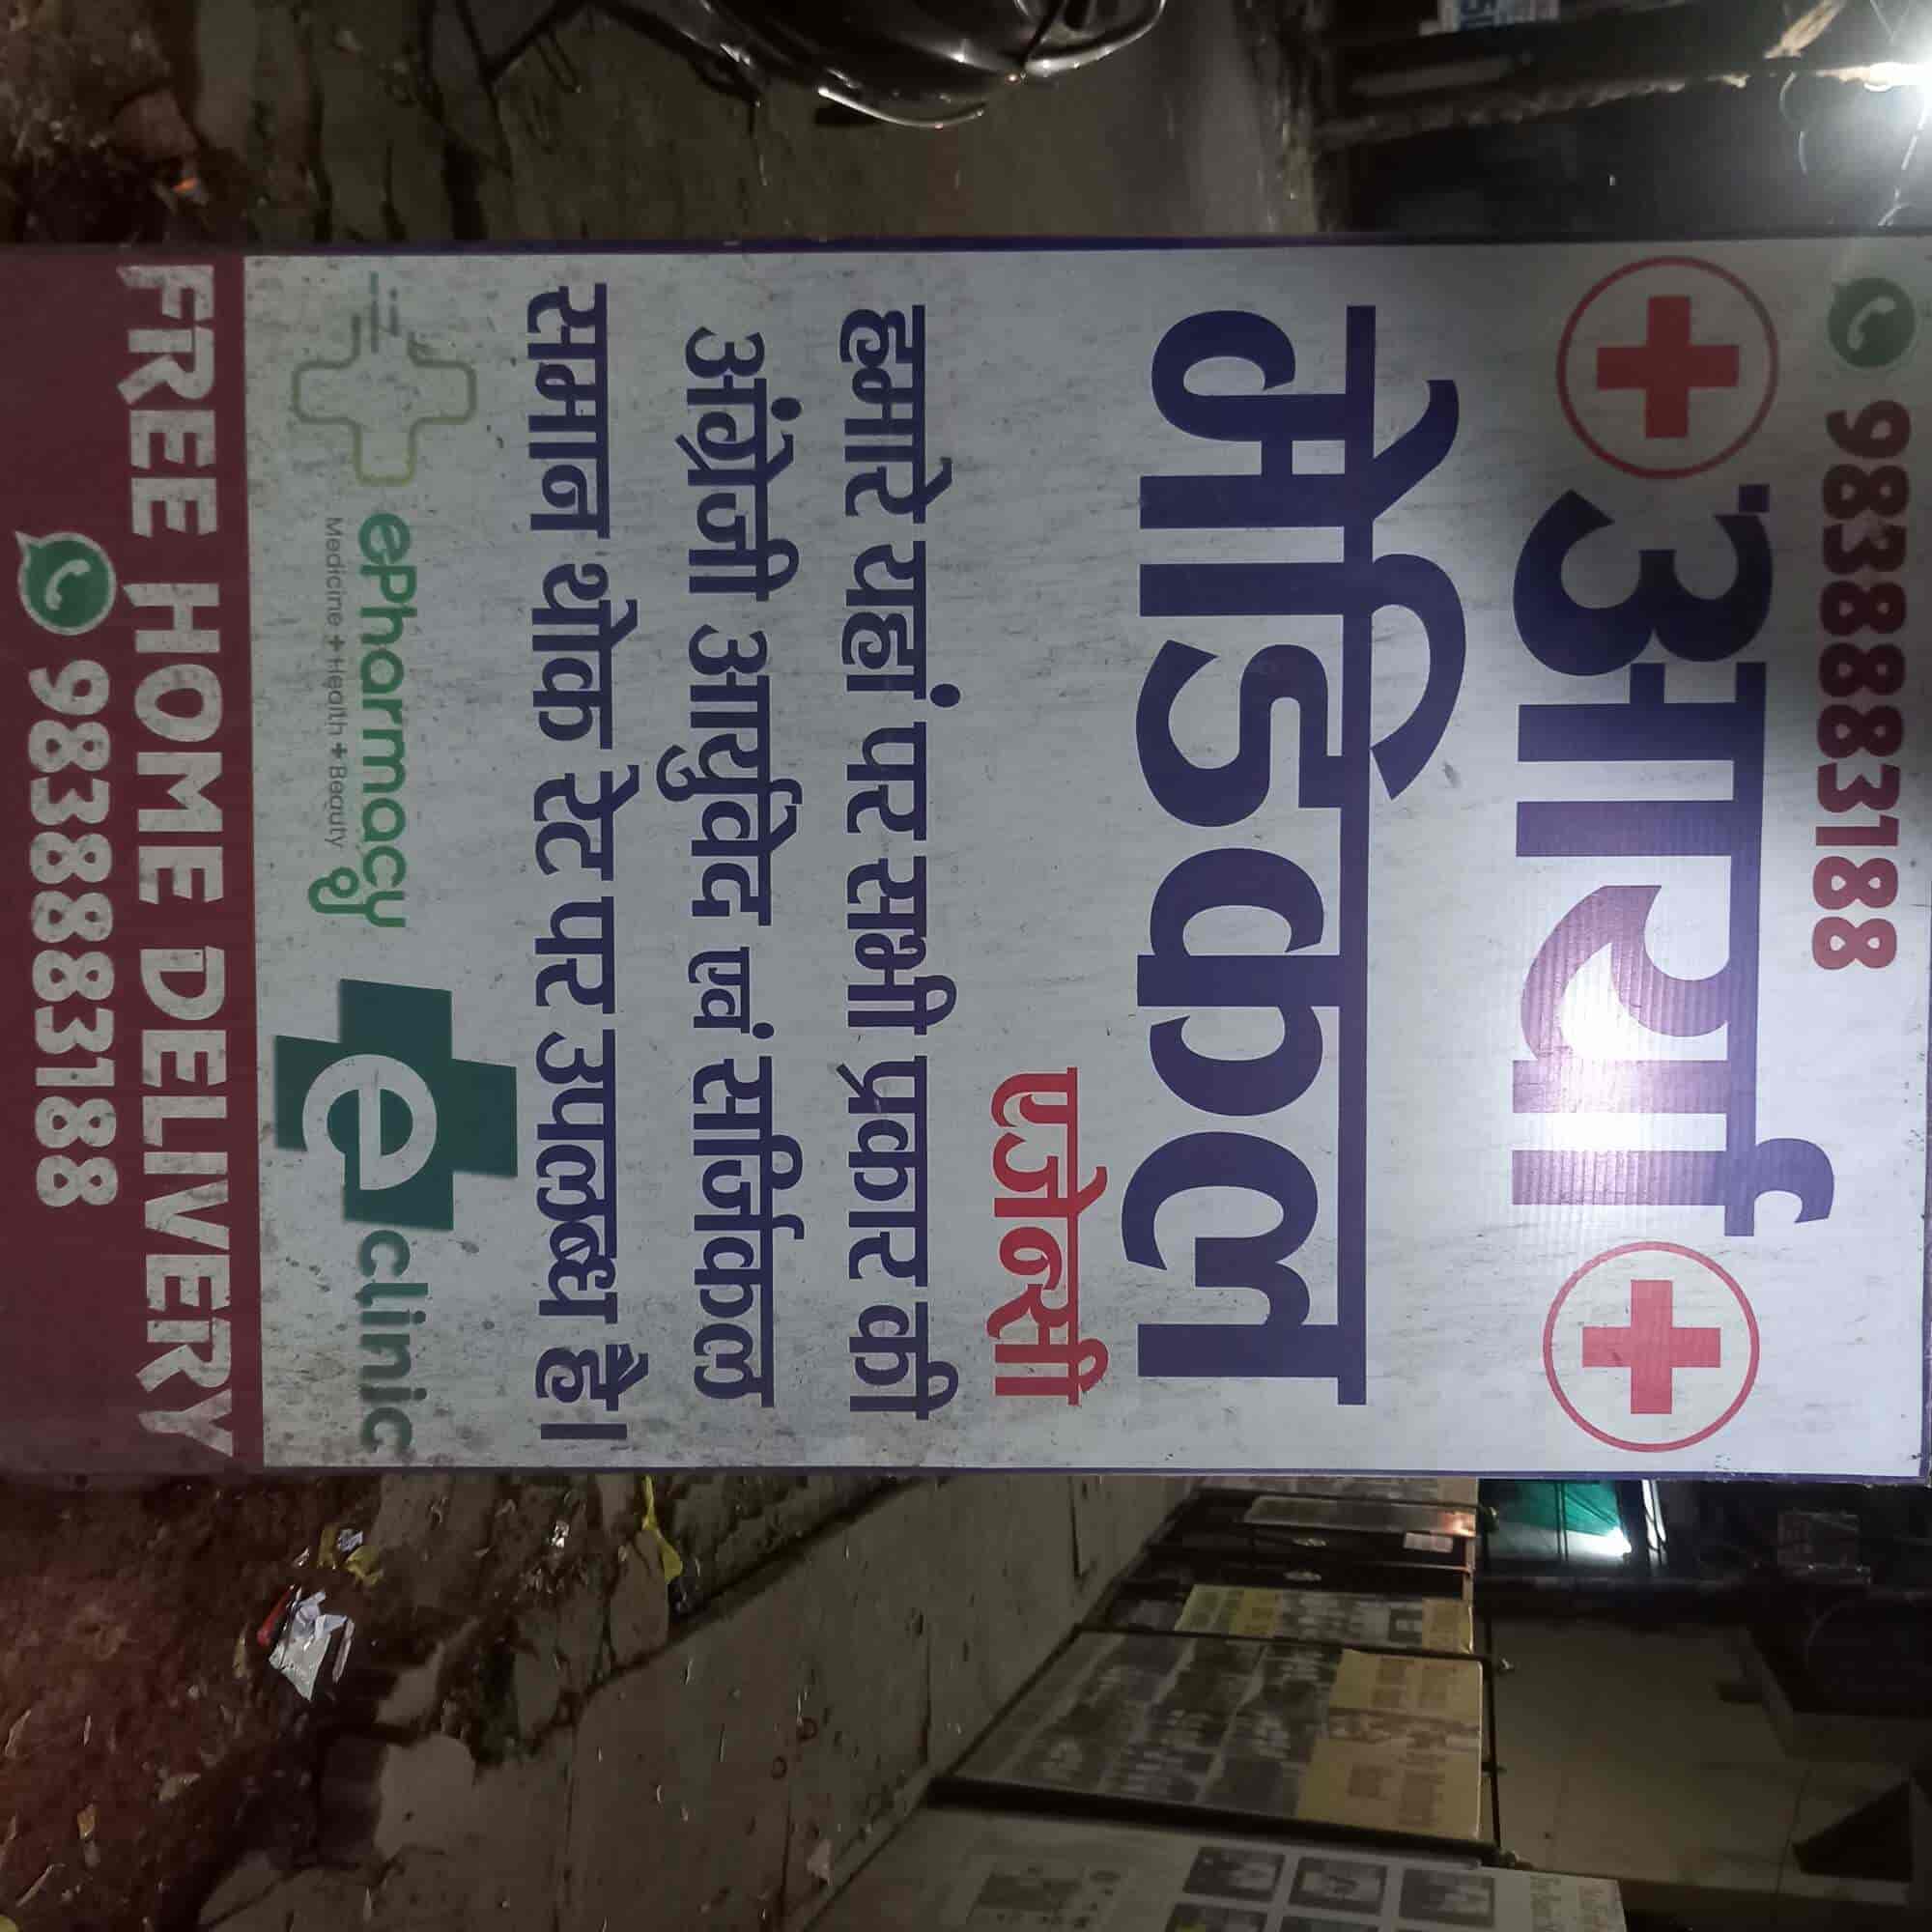 9838883188
आर्या
मेडिकल
एजेन्सी
हमारे यहां पर सभी प्रकार की
अंग्रेजी आयुर्वेद एवं सर्जिकल
समान थोक रेट पर उपलब्ध है।
ePharmacy
Medicine + Health + Beauty
e clinic
FREE HOME DELIVERY
9838883188